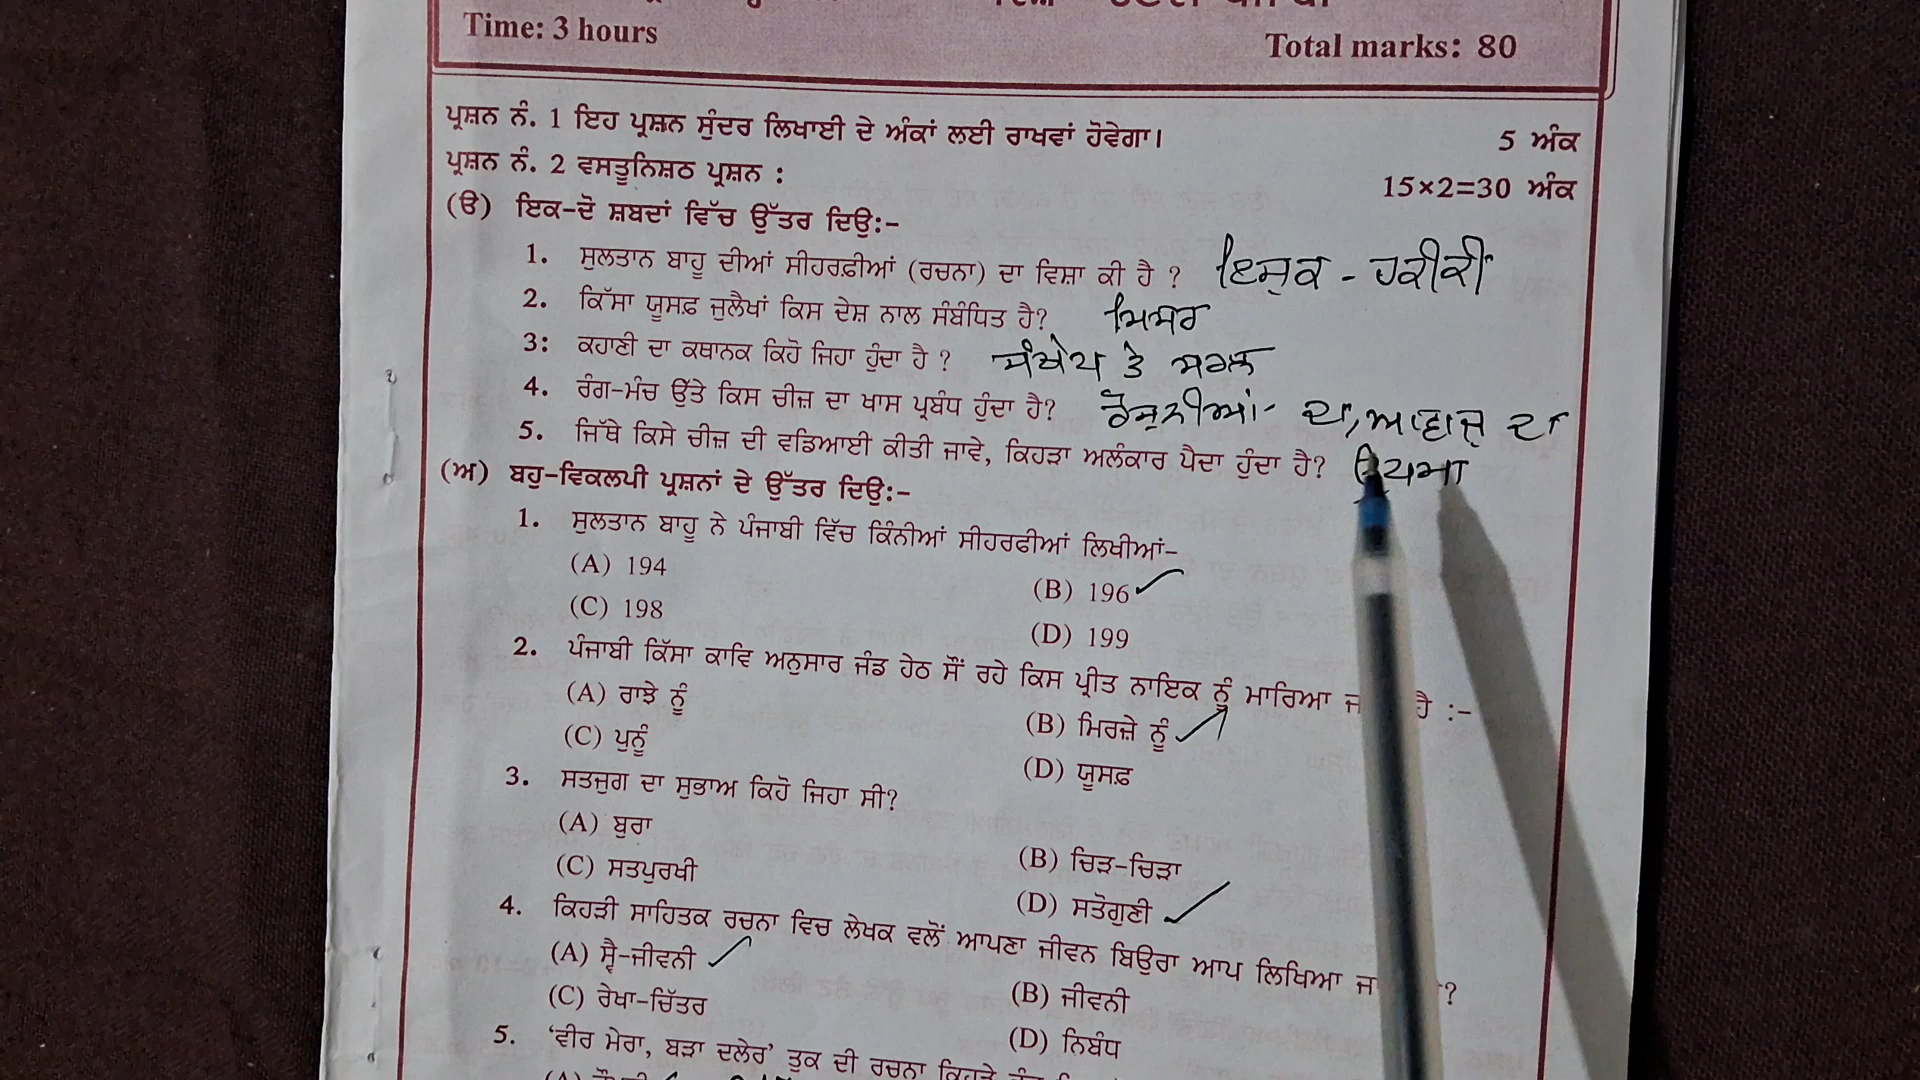 Time: 3 hours
Total marks: 80
ਪ੍ਰਸ਼ਨ ਨੰ. 1 ਇਹ ਪ੍ਰਸ਼ਨ ਸੁੰਦਰ ਲਿਖਾਈ ਦੇ ਅੰਕਾਂ ਲਈ ਰਾਖਵਾਂ ਹੋਵੇਗਾ। 5 ਅੰਕ
ਪ੍ਰਸ਼ਨ ਨੰ. 2 ਵਸਤੂਨਿਸ਼ਠ ਪ੍ਰਸ਼ਨ : 15×2=30 ਅੰਕ
(ੳ) ਇਕ-ਦੋ ਸ਼ਬਦਾਂ ਵਿੱਚ ਉੱਤਰ ਦਿਉ:-
1. ਸੁਲਤਾਨ ਬਾਹੂ ਦੀਆਂ ਸੀਹਰਫ਼ੀਆਂ (ਰਚਨਾ) ਦਾ ਵਿਸ਼ਾ ਕੀ ਹੈ ? ਇਸ਼ਕ - ਹਕੀਕੀ
2. ਕਿੱਸਾ ਯੂਸਫ਼ ਜੁਲੈਖਾਂ ਕਿਸ ਦੇਸ਼ ਨਾਲ ਸੰਬੰਧਿਤ ਹੈ? ਮਿਸਰ
3: ਕਹਾਣੀ ਦਾ ਕਥਾਨਕ ਕਿਹੋ ਜਿਹਾ ਹੁੰਦਾ ਹੈ ? ਸੰਖੇਪ ਤੇ ਸਰਲ
4. ਰੰਗ-ਮੰਚ ਉੱਤੇ ਕਿਸ ਚੀਜ਼ ਦਾ ਖਾਸ ਪ੍ਰਬੰਧ ਹੁੰਦਾ ਹੈ? ਰੋਸ਼ਨੀਆਂ ਦਾ, ਆਵਾਜ਼ ਦਾ
5. ਜਿੱਥੇ ਕਿਸੇ ਚੀਜ਼ ਦੀ ਵਡਿਆਈ ਕੀਤੀ ਜਾਵੇ, ਕਿਹੜਾ ਅਲੰਕਾਰ ਪੈਦਾ ਹੁੰਦਾ ਹੈ? ਉਪਮਾ
(ਅ) ਬਹੁ-ਵਿਕਲਪੀ ਪ੍ਰਸ਼ਨਾਂ ਦੇ ਉੱਤਰ ਦਿਉ:-
1. ਸੁਲਤਾਨ ਬਾਹੂ ਨੇ ਪੰਜਾਬੀ ਵਿੱਚ ਕਿੰਨੀਆਂ ਸੀਹਰਫੀਆਂ ਲਿਖੀਆਂ-
(A) 194 (B) 196 ✓
(C) 198 (D) 199
2. ਪੰਜਾਬੀ ਕਿੱਸਾ ਕਾਵਿ ਅਨੁਸਾਰ ਜੰਡ ਹੇਠ ਸੌਂ ਰਹੇ ਕਿਸ ਪ੍ਰੀਤ ਨਾਇਕ ਨੂੰ ਮਾਰਿਆ ਹੈ :-
(A) ਰਾਝੇ ਨੂੰ (B) ਮਿਰਜ਼ੇ ਨੂੰ ✓
(C) ਪੁਨੂੰ (D) ਯੂਸਫ਼
3. ਸਤਜੁਗ ਦਾ ਸੁਭਾਅ ਕਿਹੋ ਜਿਹਾ ਸੀ?
(A) ਬੁਰਾ (B) ਚਿੜ-ਚਿੜਾ
(C) ਸਤਪੁਰਖੀ (D) ਸਤੋਗੁਣੀ ✓
4. ਕਿਹੜੀ ਸਾਹਿਤਕ ਰਚਨਾ ਵਿਚ ਲੇਖਕ ਵਲੋਂ ਆਪਣਾ ਜੀਵਨ ਬਿਉਰਾ ਆਪ ਲਿਖਿਆ ?
(A) ਸ੍ਵੈ-ਜੀਵਨੀ ✓ (B) ਜੀਵਨੀ
(C) ਰੇਖਾ-ਚਿੱਤਰ (D) ਨਿਬੰਧ
5. ‘ਵੀਰ ਮੇਰਾ, ਬੜਾ ਦਲੇਰ’ ਤੁਕ ਦੀ ਰਚਨਾ ਕਿਹੜੇ